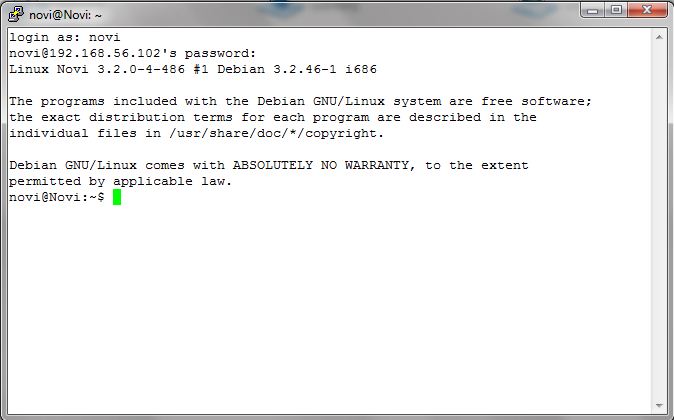 novi@Novi: ~
login as: novi
novi@192.168.56.102's password:
Linux Novi 3.2.0-4-486 #1 Debian 3.2.46-1 i686
The programs included with the Debian GNU/Linux system are free software;
the exact distribution terms for each program are described in the
individual files in /usr/share/doc/*/copyright.
Debian GNU/Linux comes with ABSOLUTELY NO WARRANTY, to the extent
permitted by applicable law.
novi@Novi:~$